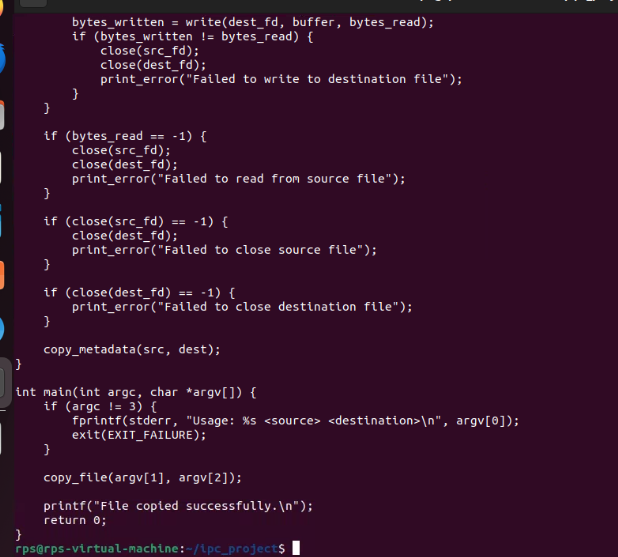 bytes_written = write(dest_fd, buffer, bytes_read);
        if (bytes_written != bytes_read) {
            close(src_fd);
            close(dest_fd);
            print_error("Failed to write to destination file");
        }
    }

    if (bytes_read == -1) {
        close(src_fd);
        close(dest_fd);
        print_error("Failed to read from source file");
    }

    if (close(src_fd) == -1) {
        close(dest_fd);
        print_error("Failed to close source file");
    }

    if (close(dest_fd) == -1) {
        print_error("Failed to close destination file");
    }

    copy_metadata(src, dest);
}

int main(int argc, char *argv[]) {
    if (argc != 3) {
        fprintf(stderr, "Usage: %s <source> <destination>\n", argv[0]);
        exit(EXIT_FAILURE);
    }

    copy_file(argv[1], argv[2]);

    printf("File copied successfully.\n");
    return 0;
}
rps@rps-virtual-machine:~/ipc_project$